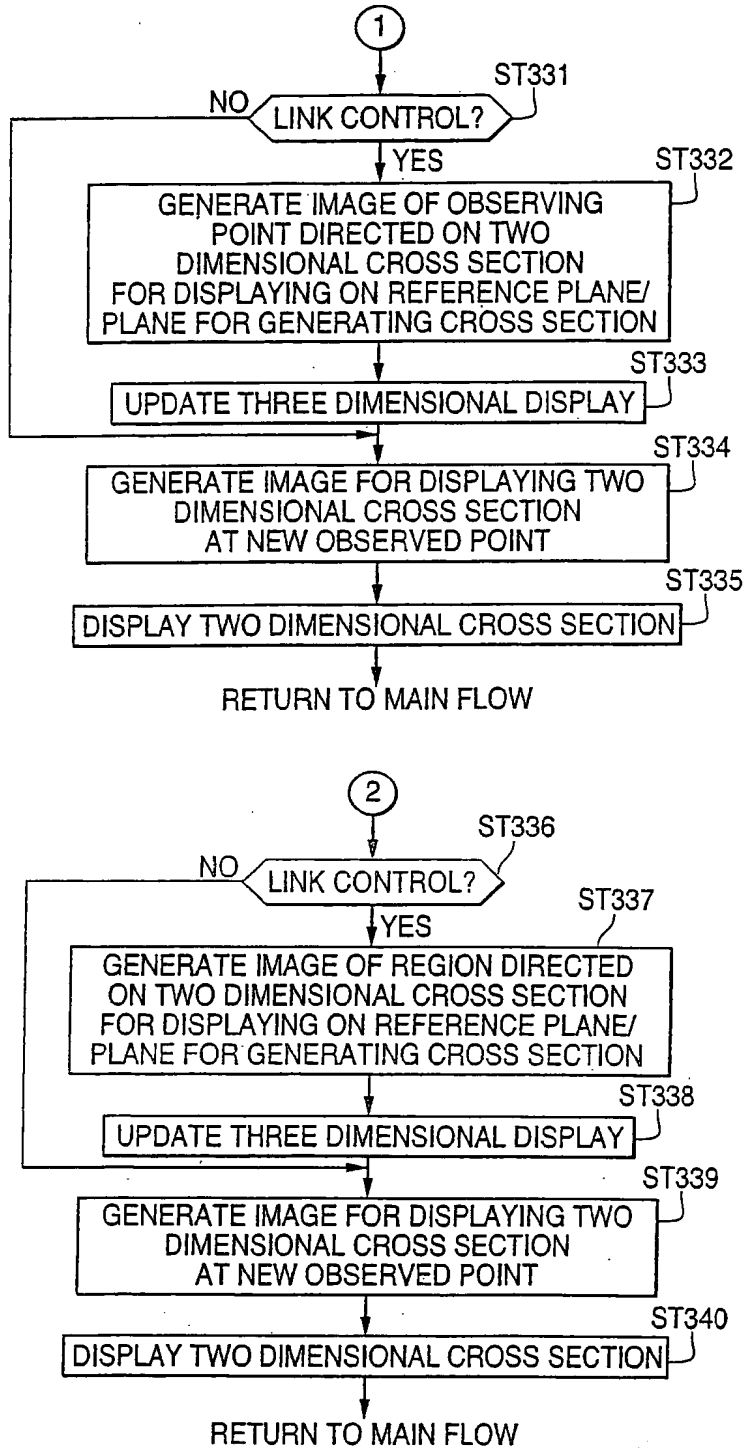 1
ST331
NO
LINK CONTROL?
YES
ST332
GENERATE IMAGE OF OBSERVING
POINT DIRECTED ON TWO
DIMENSIONAL CROSS SECTION
FOR DISPLAYING ON REFERENCE PLANE/
PLANE FOR GENERATING CROSS SECTION
ST333
UPDATE THREE DIMENSIONAL DISPLAY
ST334
GENERATE IMAGE FOR DISPLAYING TWO
DIMENSIONAL CROSS SECTION
AT NEW OBSERVED POINT
ST335
DISPLAY TWO DIMENSIONAL CROSS SECTION
RETURN TO MAIN FLOW
2
ST336
NO
LINK CONTROL?
YES
ST337
GENERATE IMAGE OF REGION DIRECTED
ON TWO DIMENSIONAL CROSS SECTION
FOR DISPLAYING ON REFERENCE PLANE/
PLANE FOR GENERATING CROSS SECTION
ST338
UPDATE THREE DIMENSIONAL DISPLAY
ST339
GENERATE IMAGE FOR DISPLAYING TWO
DIMENSIONAL CROSS SECTION
AT NEW OBSERVED POINT
ST340
DISPLAY TWO DIMENSIONAL CROSS SECTION
RETURN TO MAIN FLOW